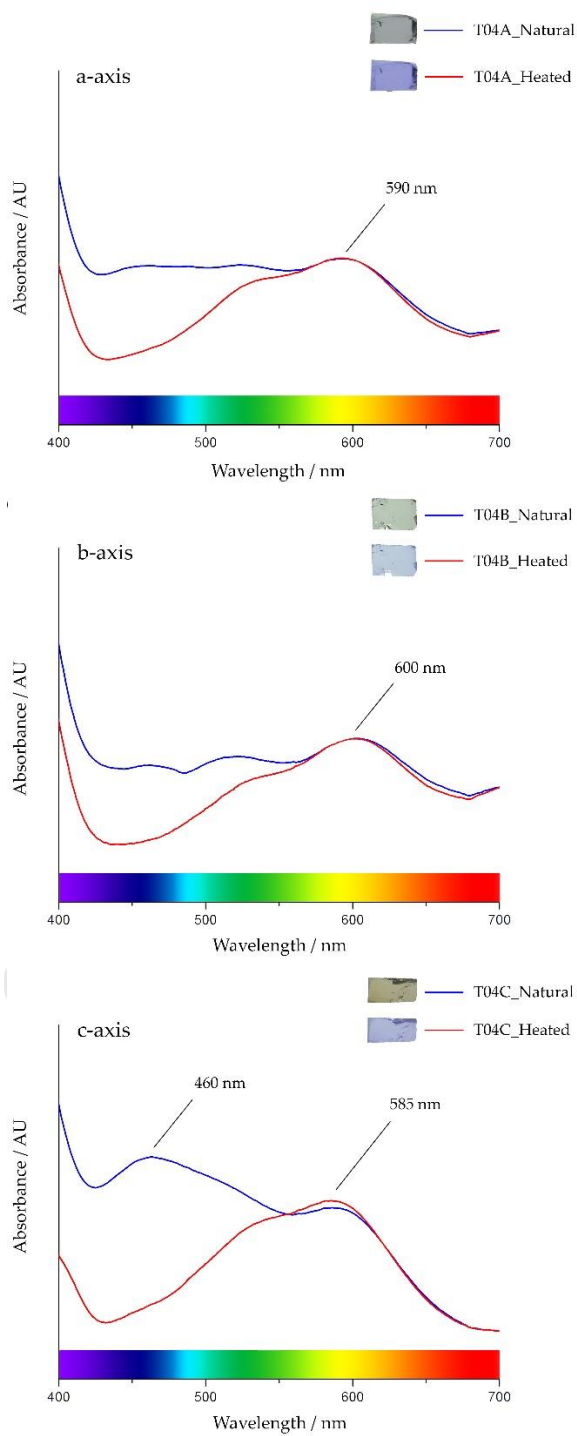 T04A_Natural
a-axis
T04A_Heated
590 nm
Absorbance / AU
400
500
600
700
Wavelength / nm
T04B_Natural
b-axis
T04B_Heated
600 nm
Absorbance / AU
400
500
600
700
Wavelength / nm
T04C_Natural
c-axis
T04C_Heated
460 nm
585 nm
Absorbance / AU
400
500
600
700
Wavelength / nm